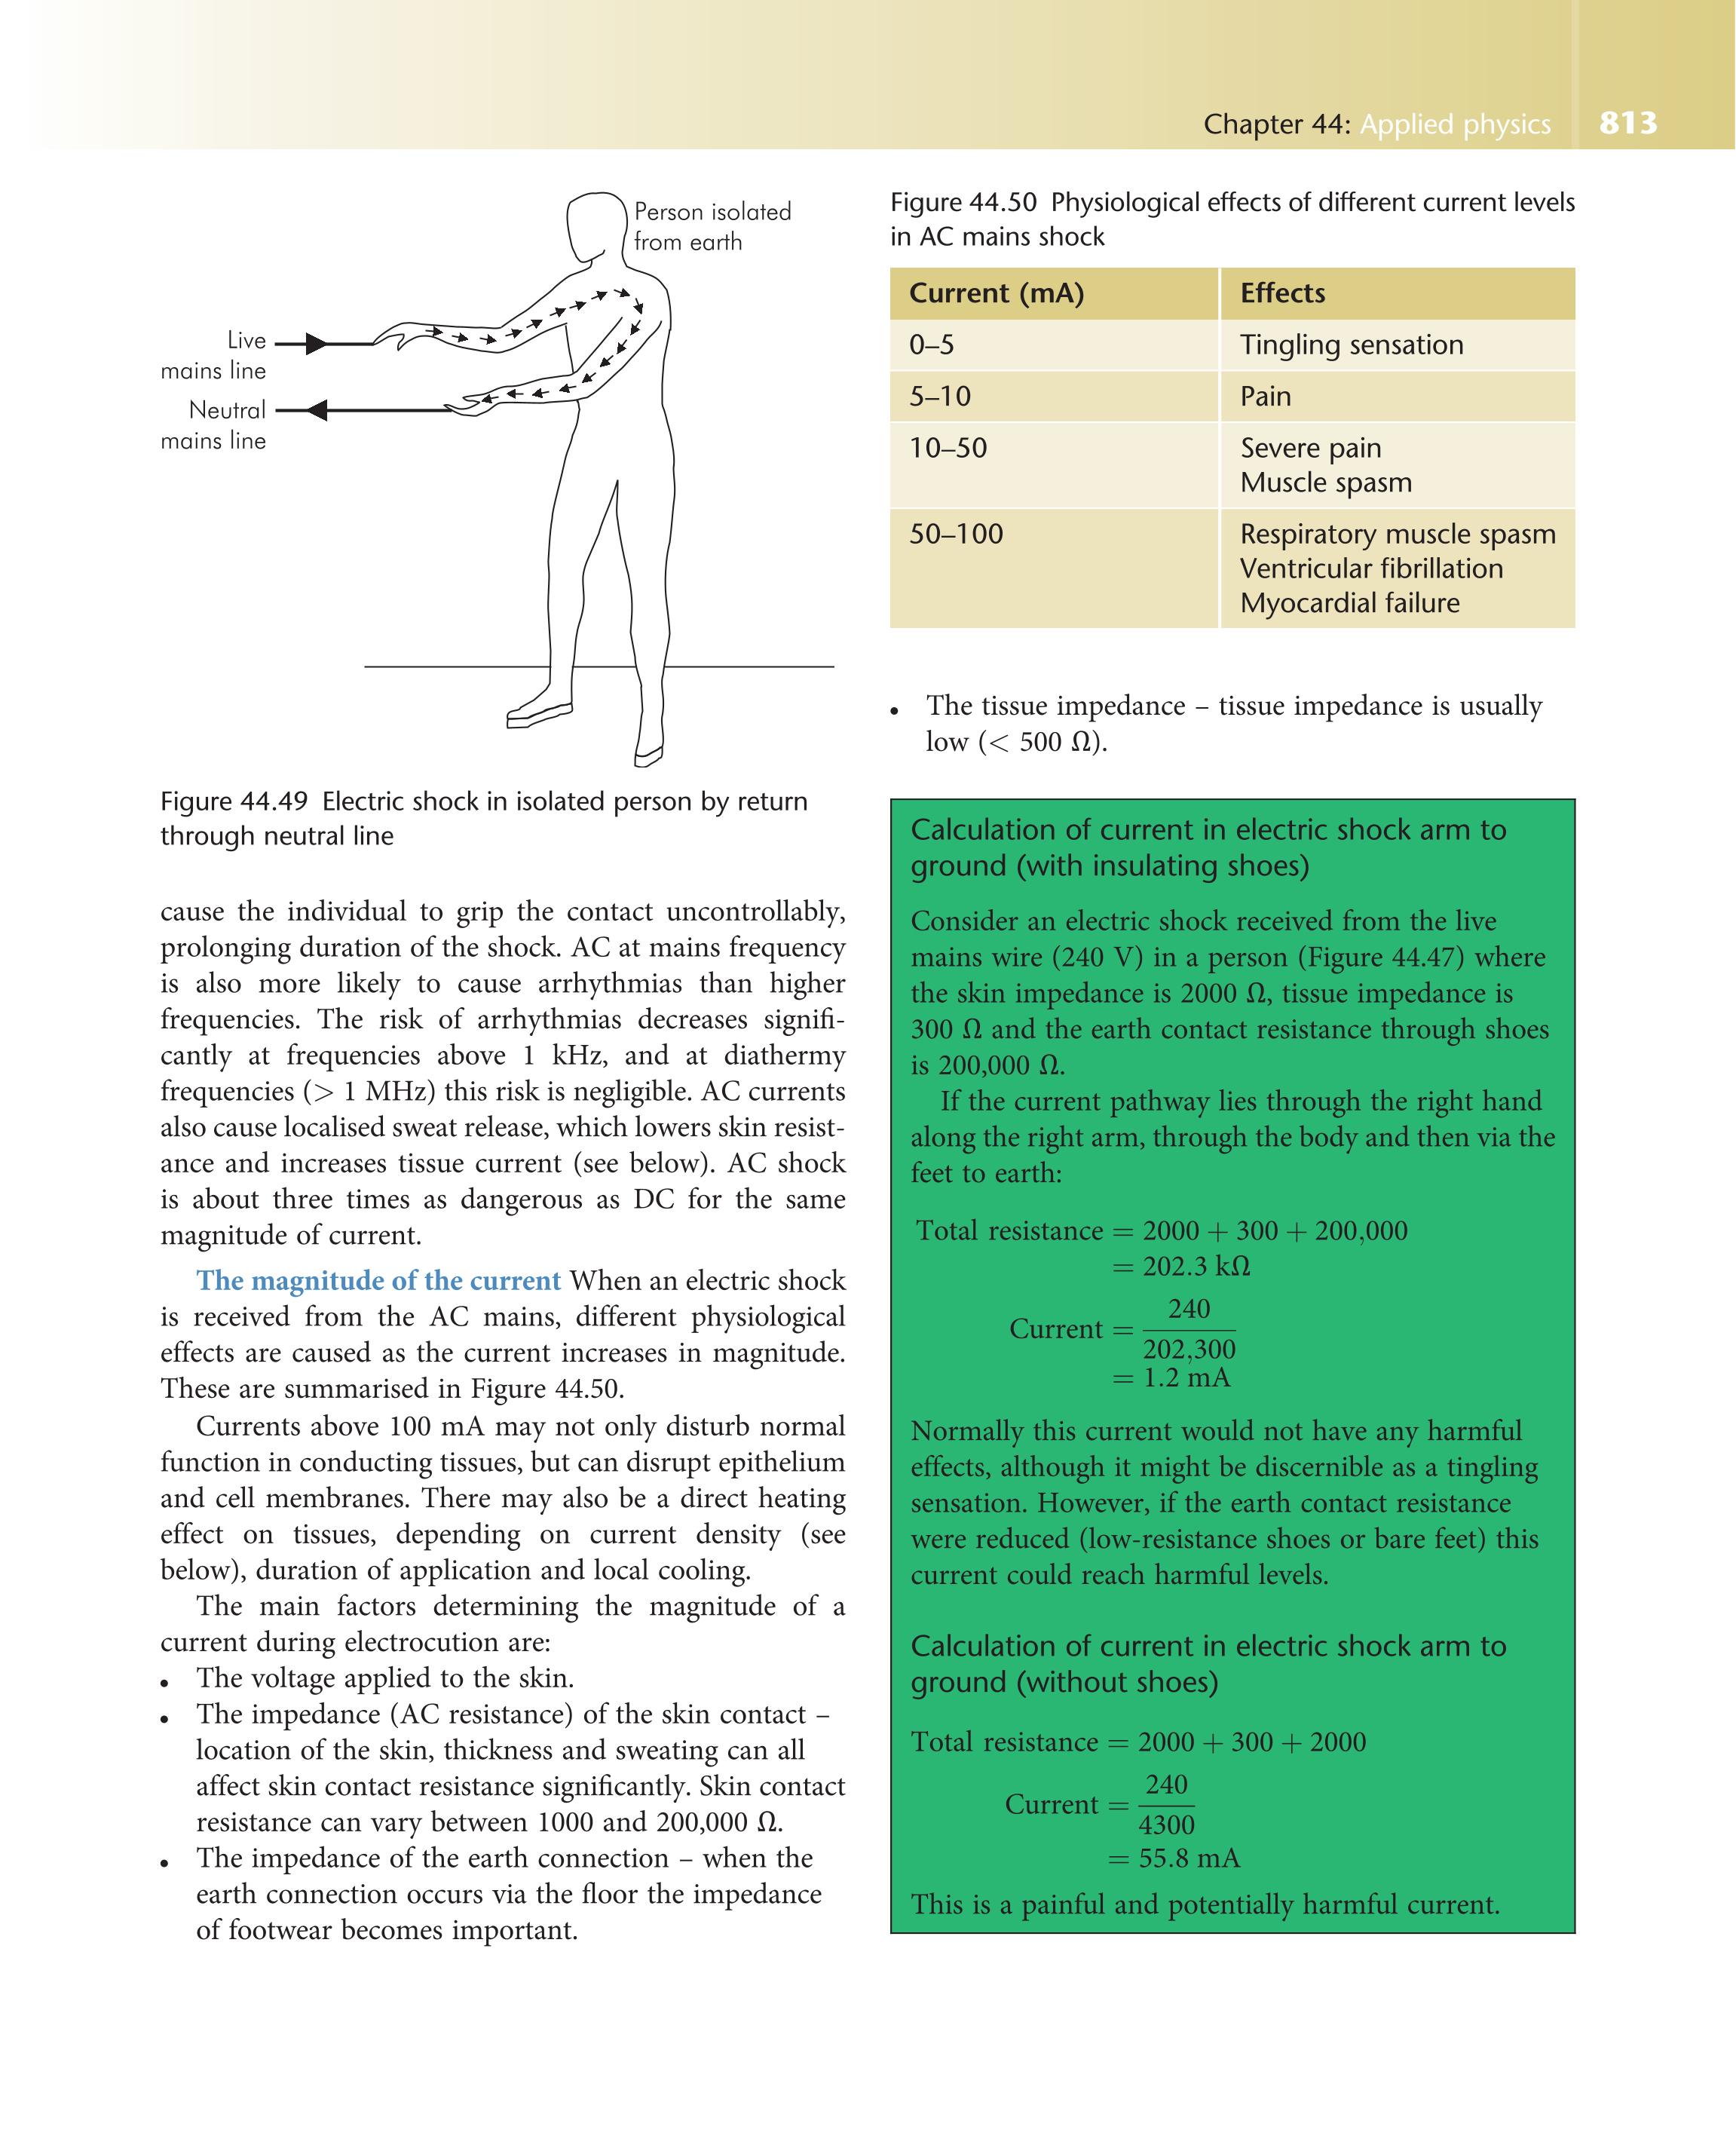 Chapter 44: Applied physics 813
Person isolated
from earth
Live
mains line
Neutral
mains line
Figure 44.49 Electric shock in isolated person by return
through neutral line
cause the individual to grip the contact uncontrollably,
prolonging duration of the shock. AC at mains frequency
is also more likely to cause arrhythmias than higher
frequencies. The risk of arrhythmias decreases signifi-
cantly at frequencies above 1 kHz, and at diathermy
frequencies (> 1 MHz) this risk is negligible. AC currents
also cause localised sweat release, which lowers skin resist-
ance and increases tissue current (see below). AC shock
is about three times as dangerous as DC for the same
magnitude of current.
The magnitude of the current When an electric shock
is received from the AC mains, different physiological
effects are caused as the current increases in magnitude.
These are summarised in Figure 44.50.
Currents above 100 mA may not only disturb normal
function in conducting tissues, but can disrupt epithelium
and cell membranes. There may also be a direct heating
effect on tissues, depending on current density (see
below), duration of application and local cooling.
The main factors determining the magnitude of a
current during electrocution are:
• The voltage applied to the skin.
• The impedance (AC resistance) of the skin contact –
location of the skin, thickness and sweating can all
affect skin contact resistance significantly. Skin contact
resistance can vary between 1000 and 200,000 Ω.
• The impedance of the earth connection – when the
earth connection occurs via the floor the impedance
of footwear becomes important.
Figure 44.50 Physiological effects of different current levels
in AC mains shock
Current (mA) Effects
0–5 Tingling sensation
5–10 Pain
10–50 Severe pain
Muscle spasm
50–100 Respiratory muscle spasm
Ventricular fibrillation
Myocardial failure
• The tissue impedance – tissue impedance is usually
low (< 500 Ω).
Calculation of current in electric shock arm to
ground (with insulating shoes)
Consider an electric shock received from the live
mains wire (240 V) in a person (Figure 44.47) where
the skin impedance is 2000 Ω, tissue impedance is
300 Ω and the earth contact resistance through shoes
is 200,000 Ω.
If the current pathway lies through the right hand
along the right arm, through the body and then via the
feet to earth:
Total resistance = 2000 + 300 + 200,000
= 202.3 kΩ
Current = 240
202,300
= 1.2 mA
Normally this current would not have any harmful
effects, although it might be discernible as a tingling
sensation. However, if the earth contact resistance
were reduced (low-resistance shoes or bare feet) this
current could reach harmful levels.
Calculation of current in electric shock arm to
ground (without shoes)
Total resistance = 2000 + 300 + 2000
Current = 240
4300
= 55.8 mA
This is a painful and potentially harmful current.